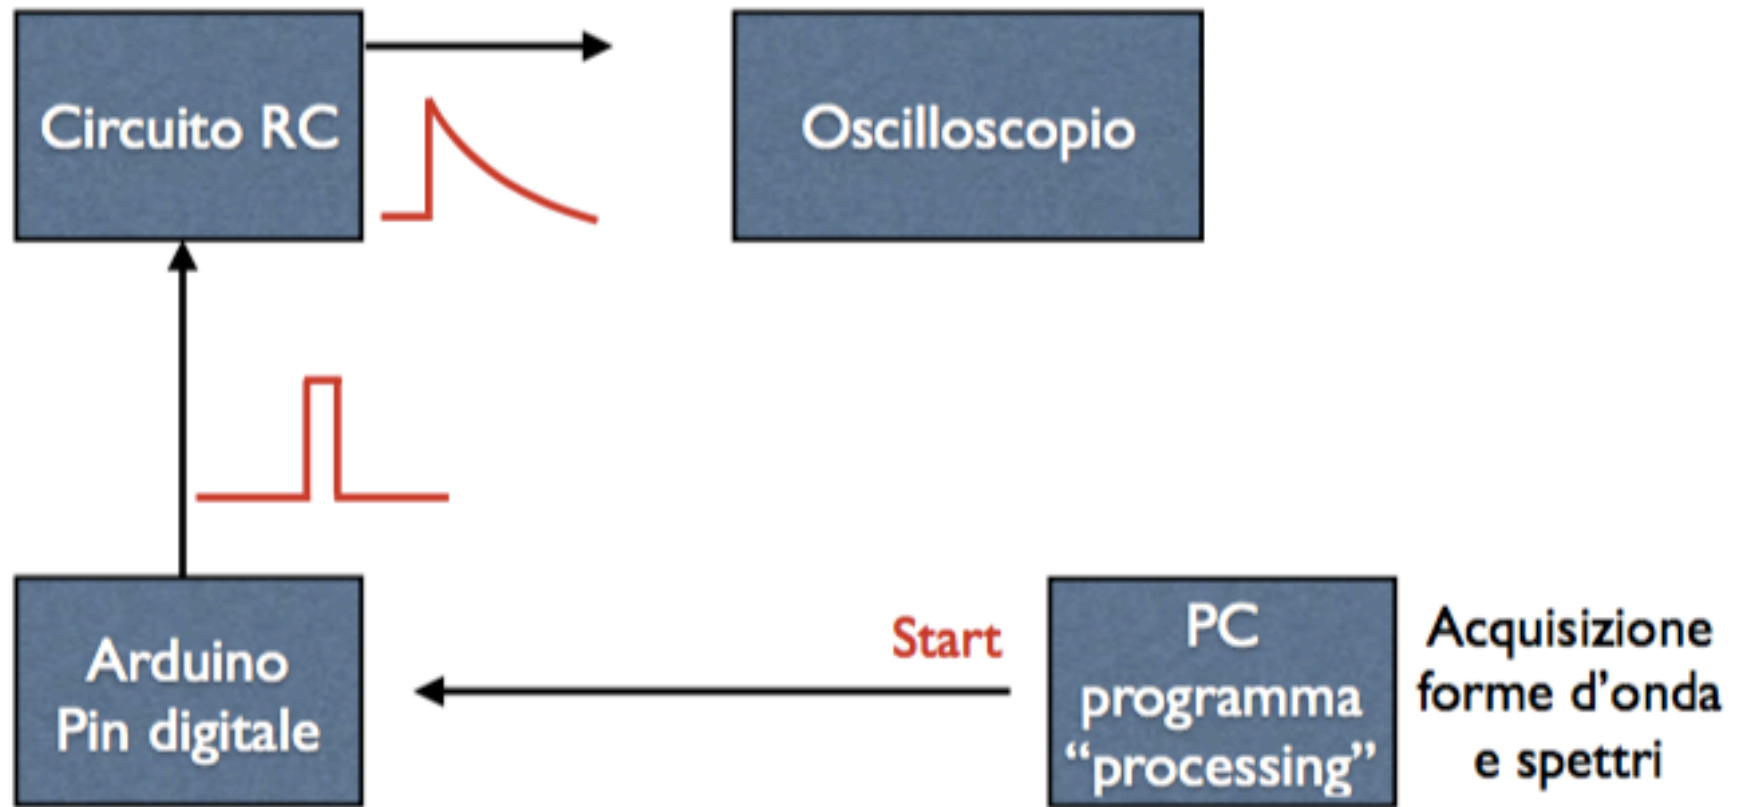 Circuito RC
Oscilloscopio
Start
Arduino
Pin digitale
PC
programma
“processing”
Acquisizione
forme d’onda
e spettri